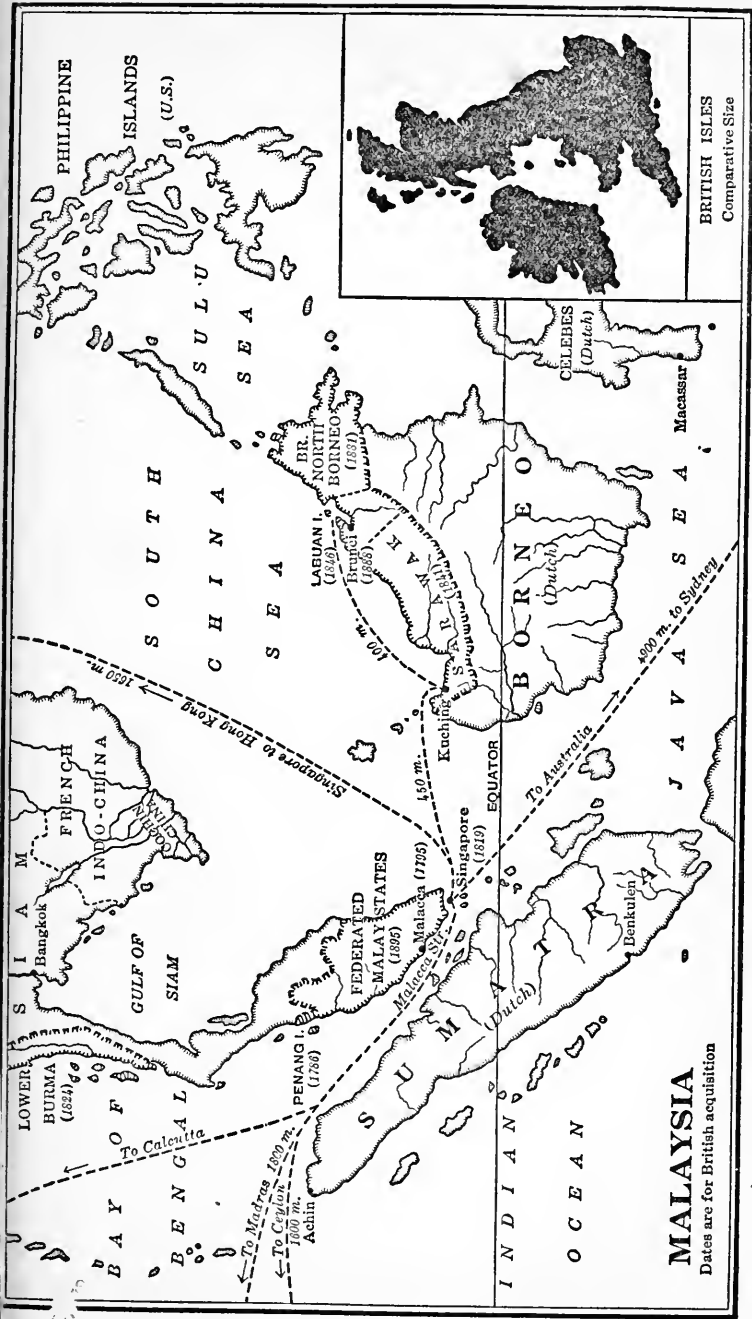 PHILIPPINE
ISLANDS
(U.S.)
SULU
SEA
SOUTH
CHINA
SEA
SIAM
Bangkok
FRENCH
INDO-CHINA
COCHIN
CHINA
GULF OF
SIAM
LOWER
BURMA
(1824)
BAY OF
BENGAL
To Calcutta
To Madras 1800 m.
To Ceylon
1600 m.
Achin
PENANG I.
(1786)
FEDERATED
MALAY STATES
(1895)
Malacca (1795)
Malacca Str.
Singapore
(1819)
Singapore to Hong Kong
1650 m.
450 m.
400 m.
Kuching
SARAWAK
(1841)
LABUAN I.
(1846)
Brunei
(1888)
BR.
NORTH
BORNEO
(1881)
BORNEO
(Dutch)
CELEBES
(Dutch)
Macassar
EQUATOR
SUMATRA
(Dutch)
Benkulen
To Australia
4900 m. to Sydney
JAVA SEA
INDIAN
OCEAN
MALAYSIA
Dates are for British acquisition
BRITISH ISLES
Comparative Size